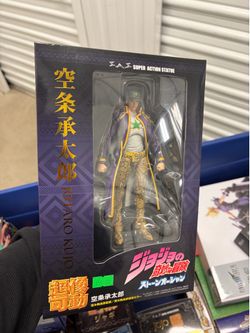 SUPER ACTION STATUE
空条承太郎
JOTARO KUJO
ジョジョの
奇妙な冒険
ストーンオーシャン
超像
可動
空条承太郎